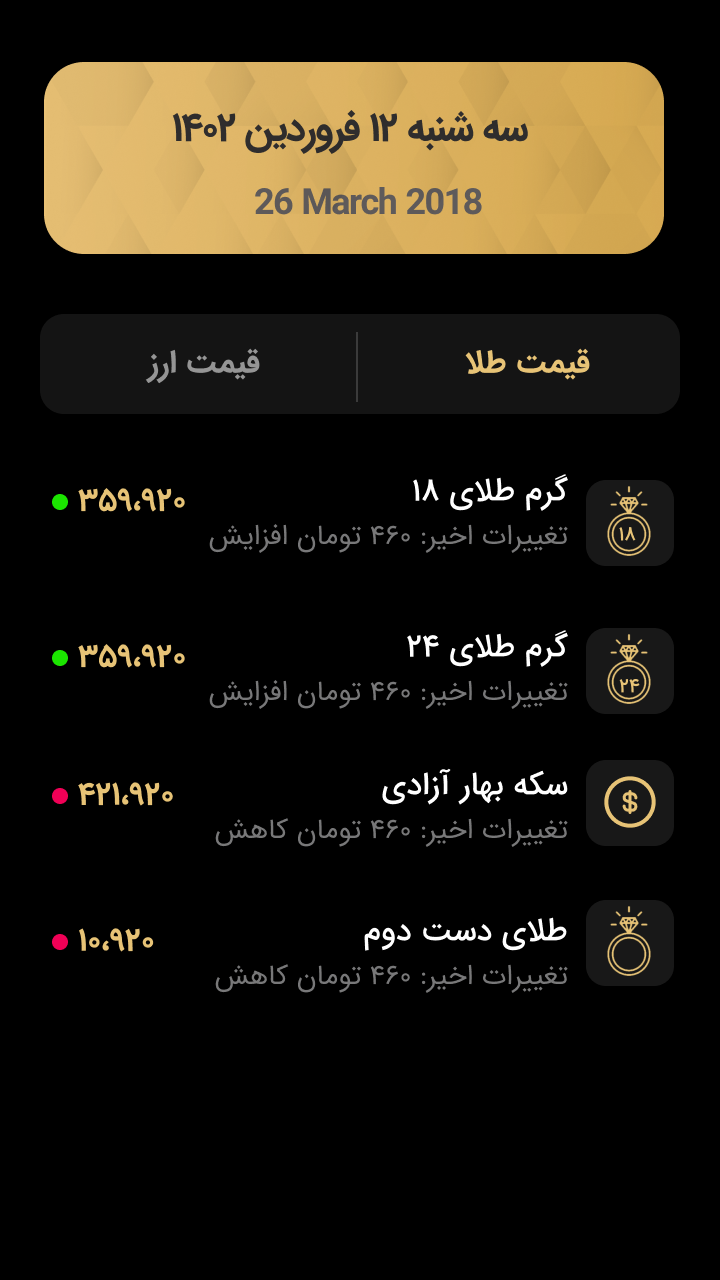 سه شنبه ۱۲ فروردین ۱۴۰۲
26 March 2018
قیمت طلا
قیمت ارز
گرم طلای ۱۸
۳۵۹،۹۲۰
تغییرات اخیر: ۴۶۰ تومان افزایش
۱۸
گرم طلای ۲۴
۳۵۹،۹۲۰
تغییرات اخیر: ۴۶۰ تومان افزایش
۲۴
سکه بهار آزادی
۴۲۱،۹۲۰
تغییرات اخیر: ۴۶۰ تومان کاهش
$
طلای دست دوم
۱۰،۹۲۰
تغییرات اخیر: ۴۶۰ تومان کاهش